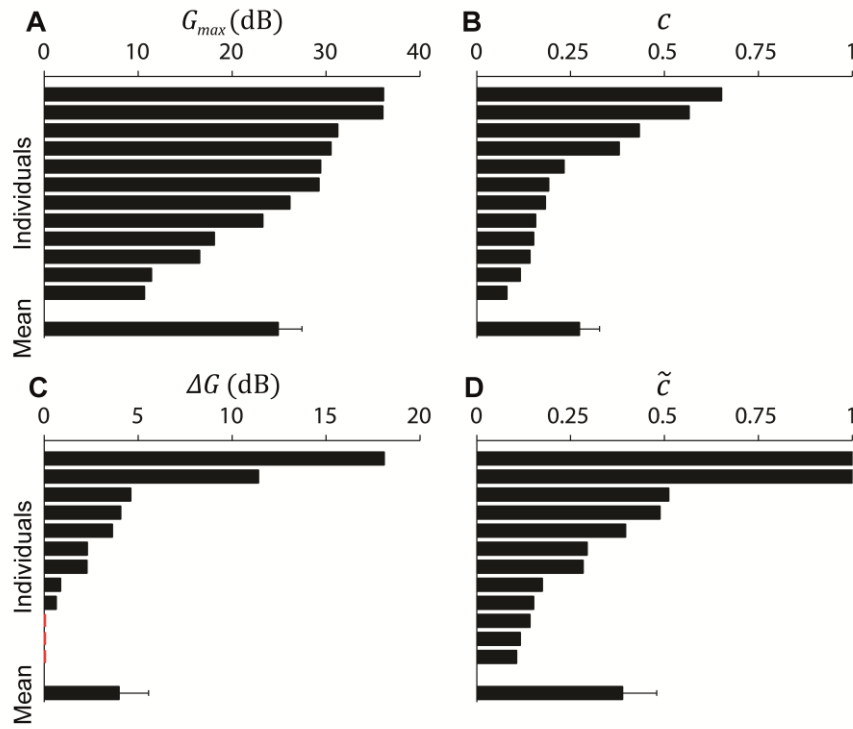 A G_max (dB)
0 10 20 30 40
Individuals
Mean
B c
0 0.25 0.5 0.75 1
C ΔG (dB)
0 5 10 15 20
Individuals
Mean
D c̃
0 0.25 0.5 0.75 1